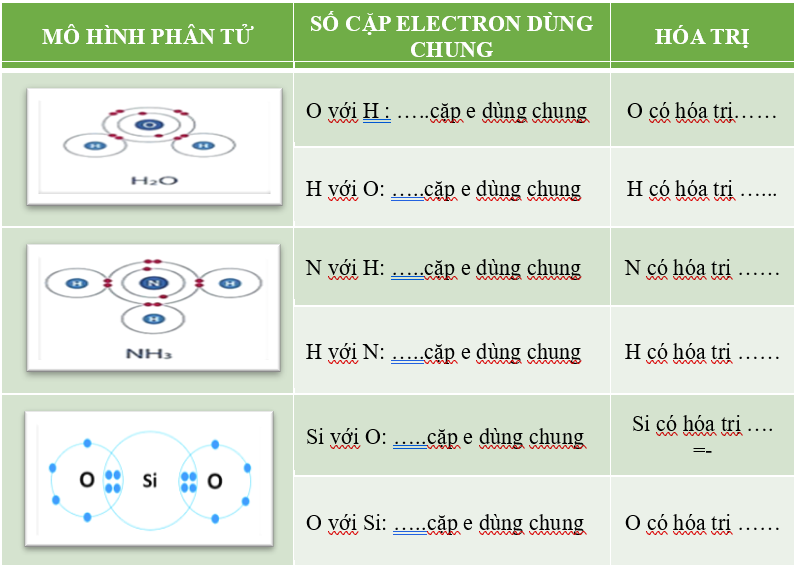 MÔ HÌNH PHÂN TỬ
SỐ CẶP ELECTRON DÙNG
CHUNG
HÓA TRỊ
O
H
H
H₂O
O với H : …..cặp e dùng chung
O có hóa trị……
H với O: …..cặp e dùng chung
H có hóa trị …...
H
N
H
H
NH₃
N với H: …..cặp e dùng chung
N có hóa trị ……
H với N: …..cặp e dùng chung
H có hóa trị ……
O
Si
O
Si với O: …..cặp e dùng chung
Si có hóa trị ….
=-
O với Si: …..cặp e dùng chung
O có hóa trị ……